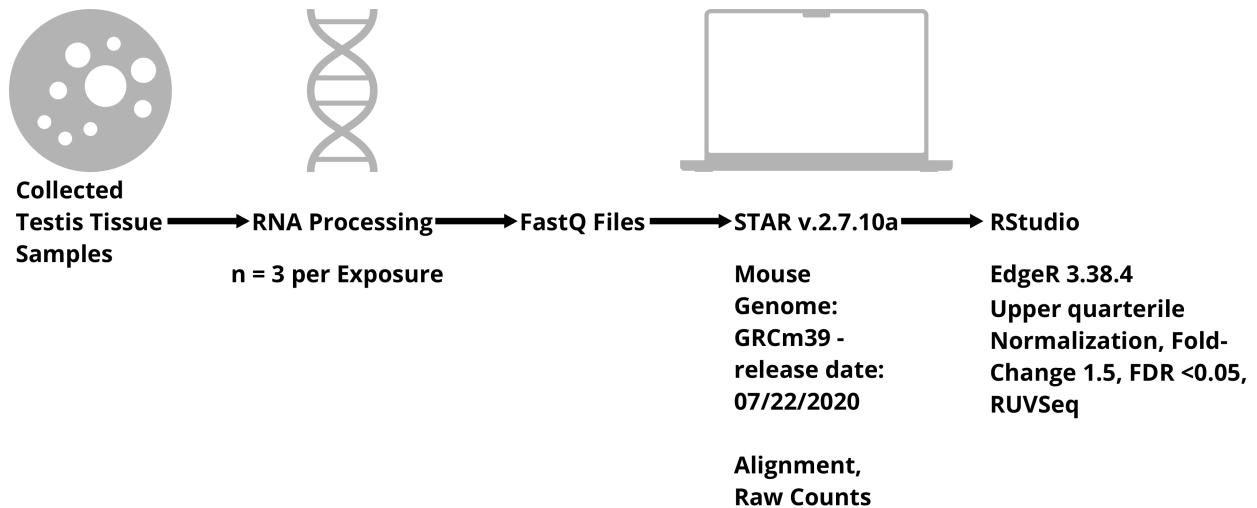 Collected
Testis Tissue
Samples
RNA Processing
n = 3 per Exposure
FastQ Files
STAR v.2.7.10a
Mouse
Genome:
GRCm39 -
release date:
07/22/2020
Alignment,
Raw Counts
RStudio
EdgeR 3.38.4
Upper quarterile
Normalization, Fold-
Change 1.5, FDR <0.05,
RUVSeq